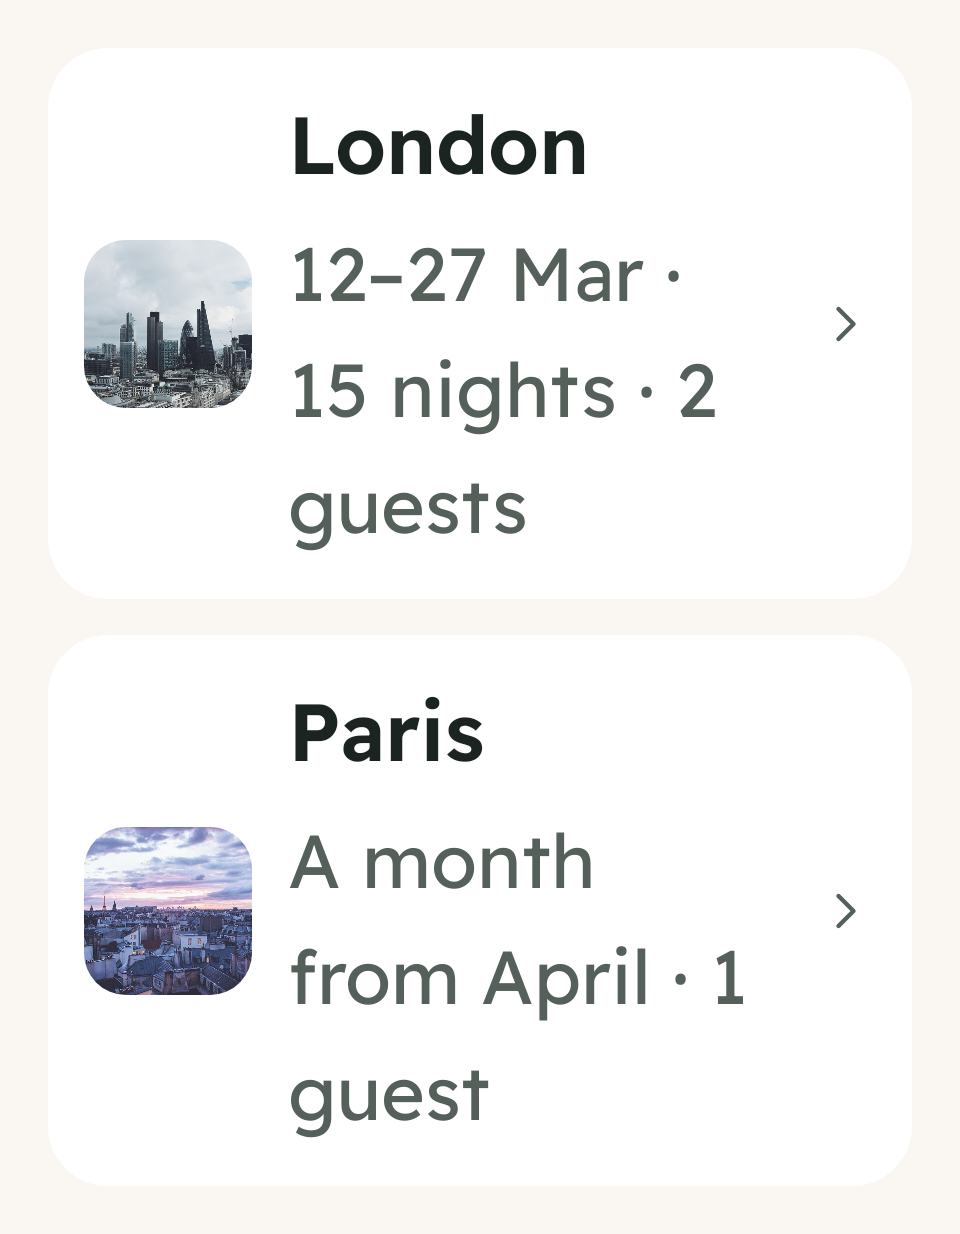 London
12–27 Mar ·
15 nights · 2
guests
Paris
A month
from April · 1
guest